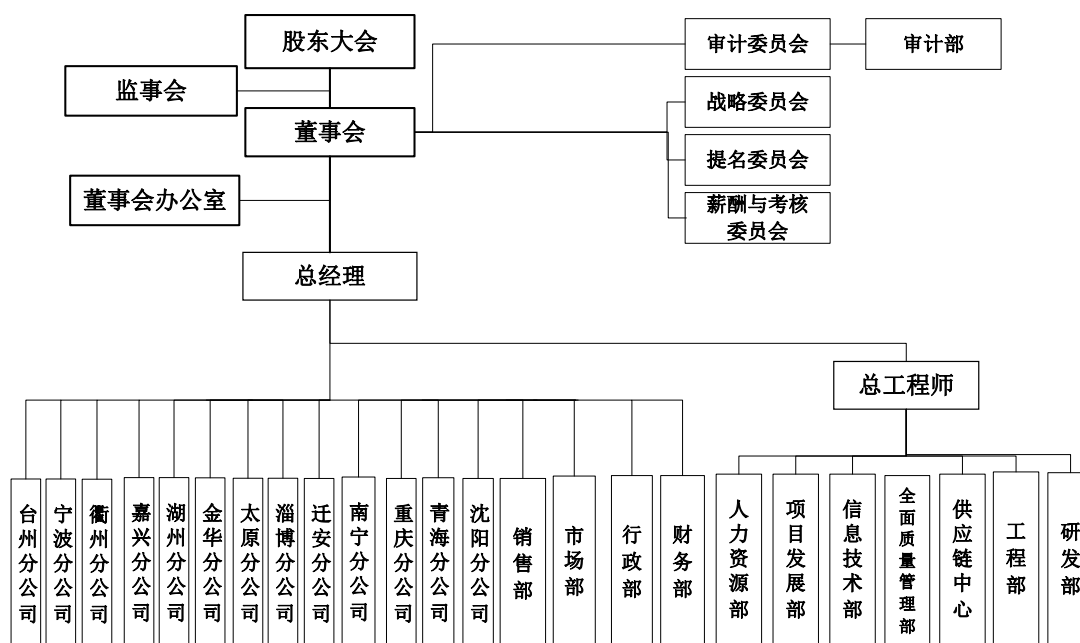 股东大会
监事会
董事会
董事会办公室
审计委员会
审计部
战略委员会
提名委员会
薪酬与考核
委员会
总经理
总工程师
台州分公司
宁波分公司
衢州分公司
嘉兴分公司
湖州分公司
金华分公司
太原分公司
淄博分公司
迁安分公司
南宁分公司
重庆分公司
青海分公司
沈阳分公司
销售部
市场部
行政部
财务部
人力资源部
项目发展部
信息技术部
全面质量管理部
供应链中心
工程部
研发部